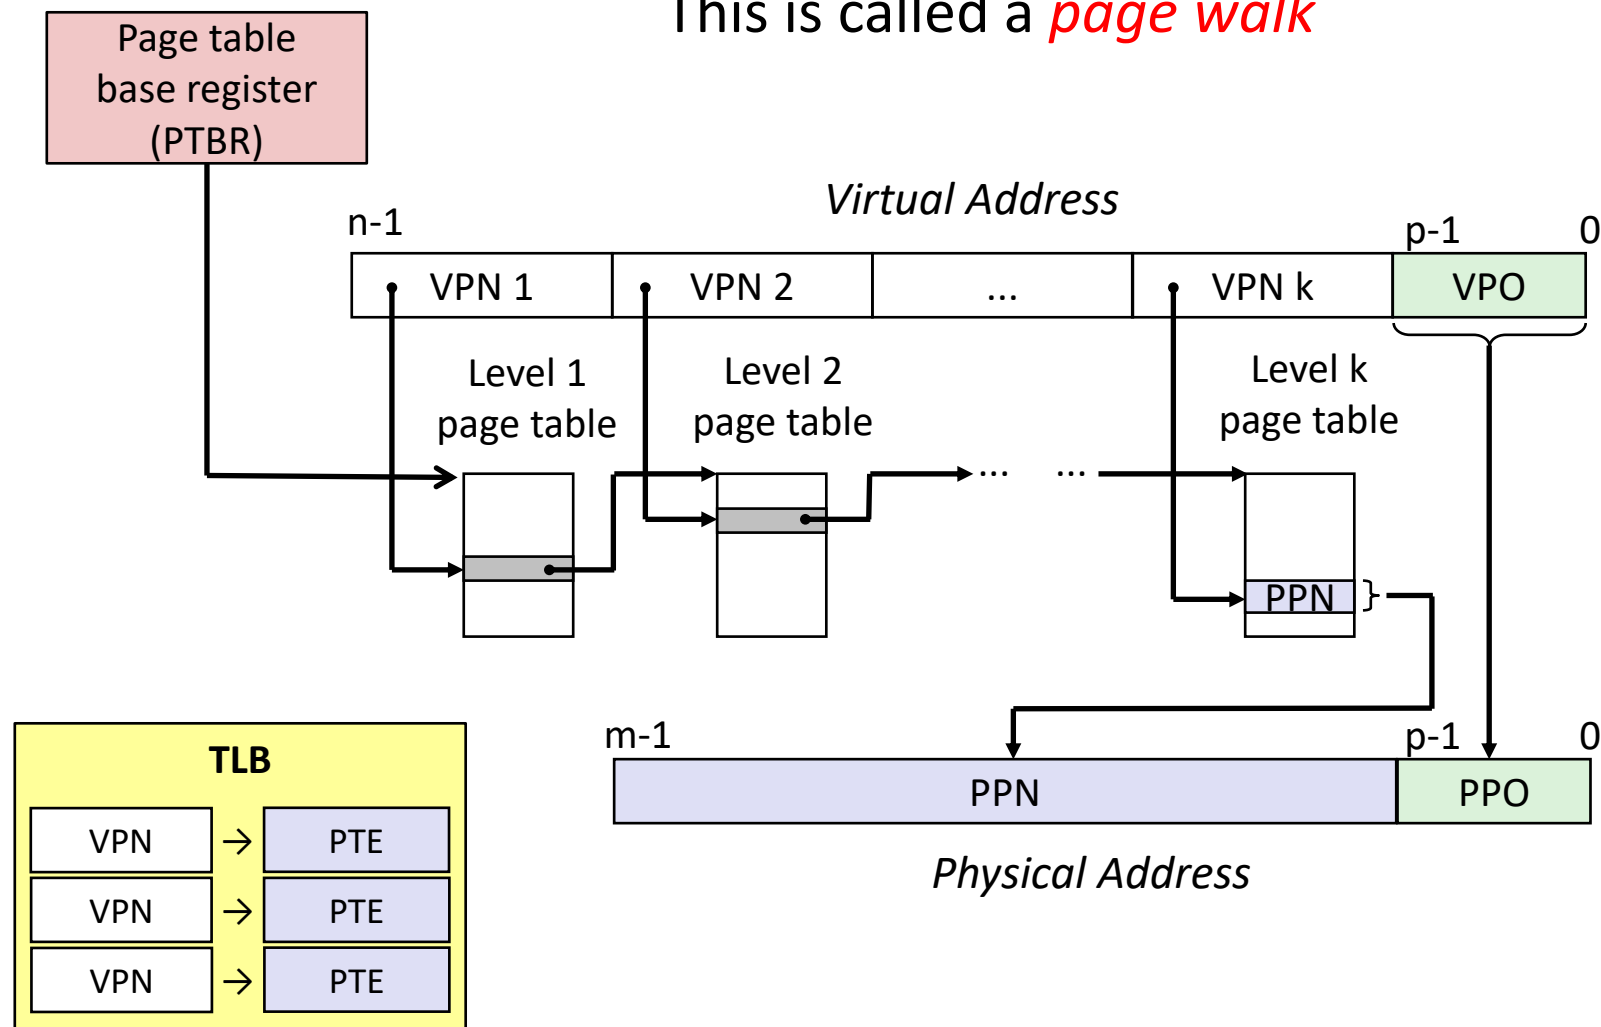 This is called a page walk
Page table
base register
(PTBR)
Virtual Address
n-1
p-1
0
VPN 1
VPN 2
...
VPN k
VPO
Level 1
page table
Level 2
page table
Level k
page table
...
...
PPN
m-1
p-1
0
PPN
PPO
Physical Address
TLB
VPN → PTE
VPN → PTE
VPN → PTE